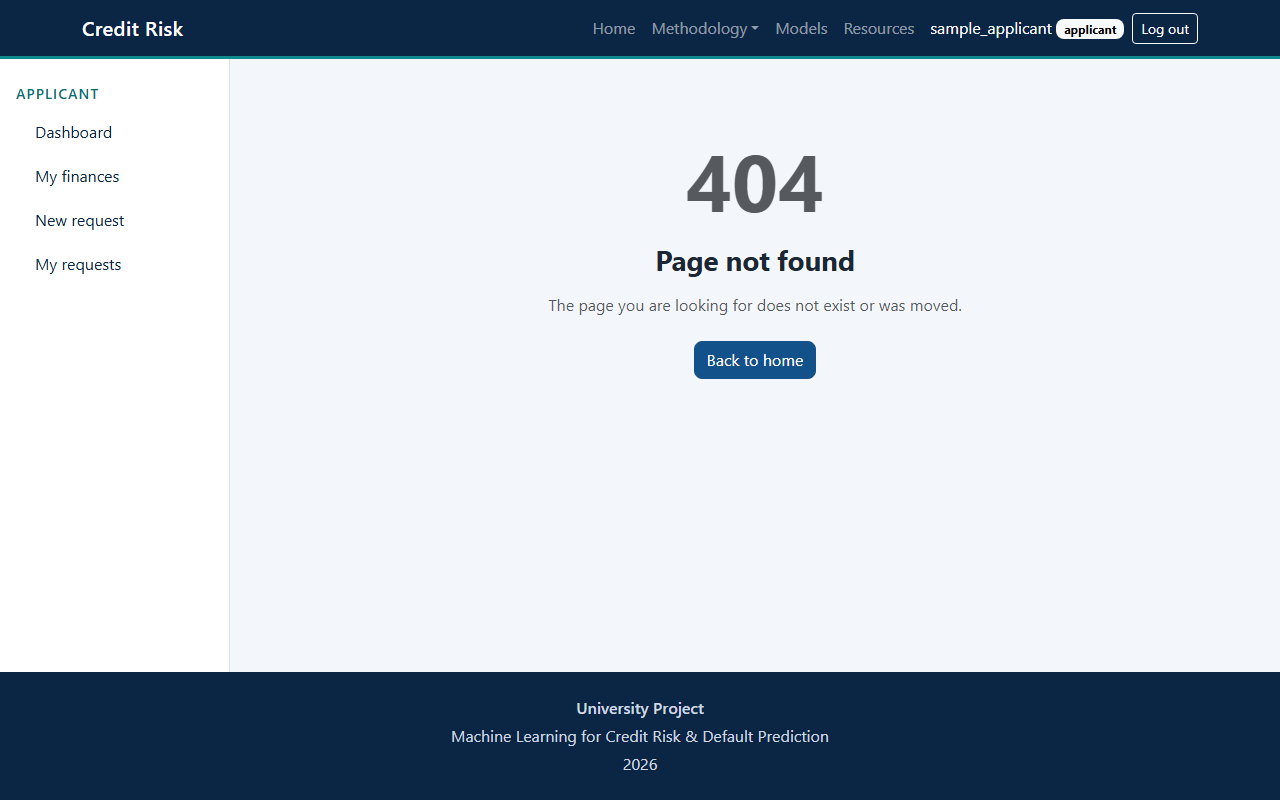 Credit Risk
Home Methodology Models Resources sample_applicant applicant Log out
APPLICANT
Dashboard
My finances
New request
My requests
404
Page not found
The page you are looking for does not exist or was moved.
Back to home
University Project
Machine Learning for Credit Risk & Default Prediction
2026